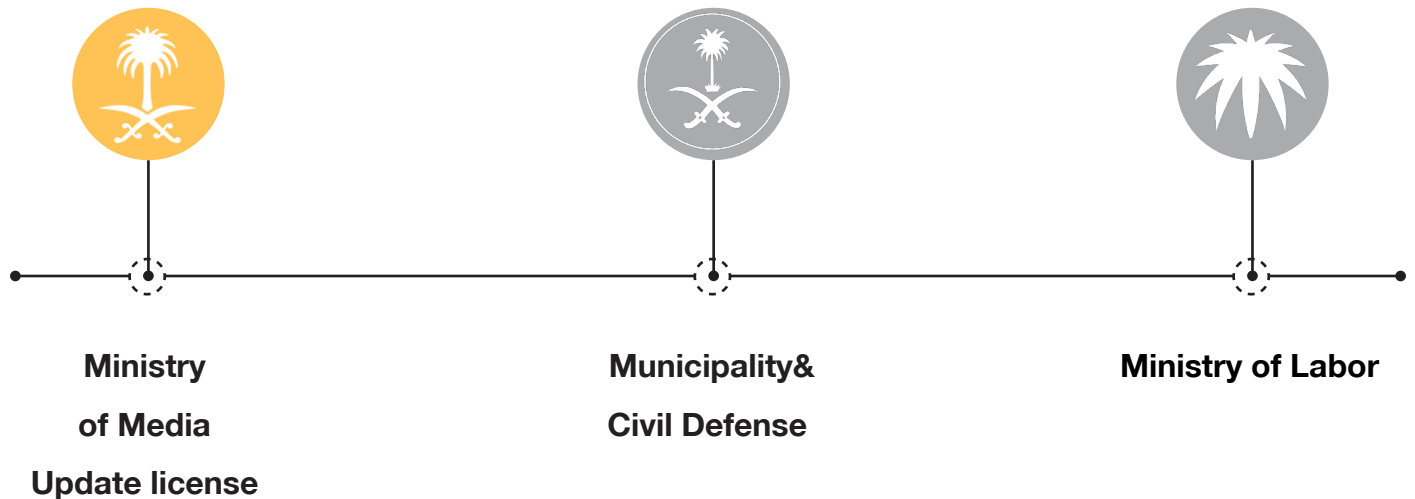 Ministry
of Media
Update license
Municipality&
Civil Defense
Ministry of Labor